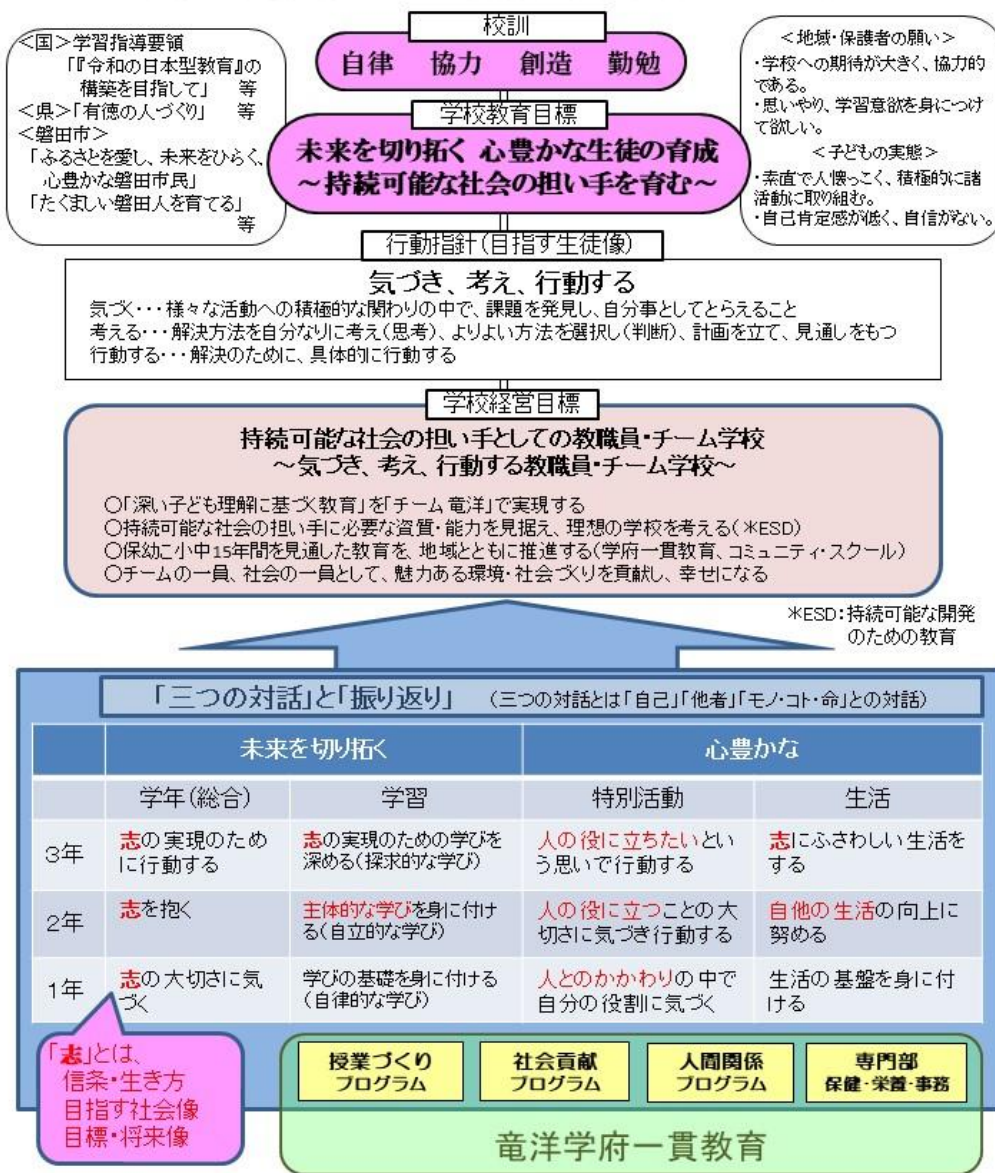 校訓
自律 協力 創造 勤勉
＜国＞学習指導要領
「『令和の日本型教育』の
構築を目指して」 等
＜県＞「有徳の人づくり」 等
＜磐田市＞
「ふるさとを愛し、未来をひらく、
心豊かな磐田市民」
「たくましい磐田人を育てる」
等
学校教育目標
未来を切り拓く 心豊かな生徒の育成
～持続可能な社会の担い手を育む～
＜地域・保護者の願い＞
・学校への期待が大きく、協力的
である。
・思いやり、学習意欲を身につけ
て欲しい。
＜子どもの実態＞
・素直で人懐っこく、積極的に諸
活動に取り組む。
・自己肯定感が低く、自信がない。
行動指針（目指す生徒像）
気づき、考え、行動する
気づく・・・様々な活動への積極的な関わりの中で、課題を発見し、自分事としてとらえること
考える・・・解決方法を自分なりに考え（思考）、よりよい方法を選択し（判断）、計画を立て、見通しをもつ
行動する・・・解決のために、具体的に行動する
学校経営目標
持続可能な社会の担い手としての教職員・チーム学校
～気づき、考え、行動する教職員・チーム学校～
○「深い子ども理解に基づく教育」を「チーム 竜洋」で実現する
○持続可能な社会の担い手に必要な資質・能力を見据え、理想の学校を考える（＊ESD）
○保幼こ小中15年間を見通した教育を、地域とともに推進する（学府一貫教育、コミュニティ・スクール）
○チームの一員、社会の一員として、魅力ある環境・社会づくりを貢献し、幸せになる
＊ESD：持続可能な開発
のための教育
「三つの対話」と「振り返り」 （三つの対話とは「自己」「他者」「モノ・コト・命」との対話）
未来を切り拓く 心豊かな
学年（総合） 学習 特別活動 生活
3年 志の実現のために行動する 志の実現のための学びを深める（探求的な学び） 人の役に立ちたいという思いで行動する 志にふさわしい生活をする
2年 志を抱く 主体的な学びを身に付ける（自立的な学び） 人の役に立つことの大切さに気づき行動する 自他の生活の向上に努める
1年 志の大切さに気づく 学びの基礎を身に付ける（自律的な学び） 人とのかかわりの中で自分の役割に気づく 生活の基盤を身に付ける
「志」とは、
信条・生き方
目指す社会像
目標・将来像
授業づくり
プログラム
社会貢献
プログラム
人間関係
プログラム
専門部
保健・栄養・事務
竜洋学府一貫教育